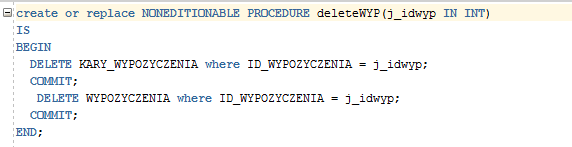 create or replace NONEDITIONABLE PROCEDURE deleteWYP(j_idwyp IN INT)
IS
BEGIN
  DELETE KARY_WYPOZYCZENIA where ID_WYPOZYCZENIA = j_idwyp;
  COMMIT;
   DELETE WYPOZYCZENIA where ID_WYPOZYCZENIA = j_idwyp;
  COMMIT;
END;